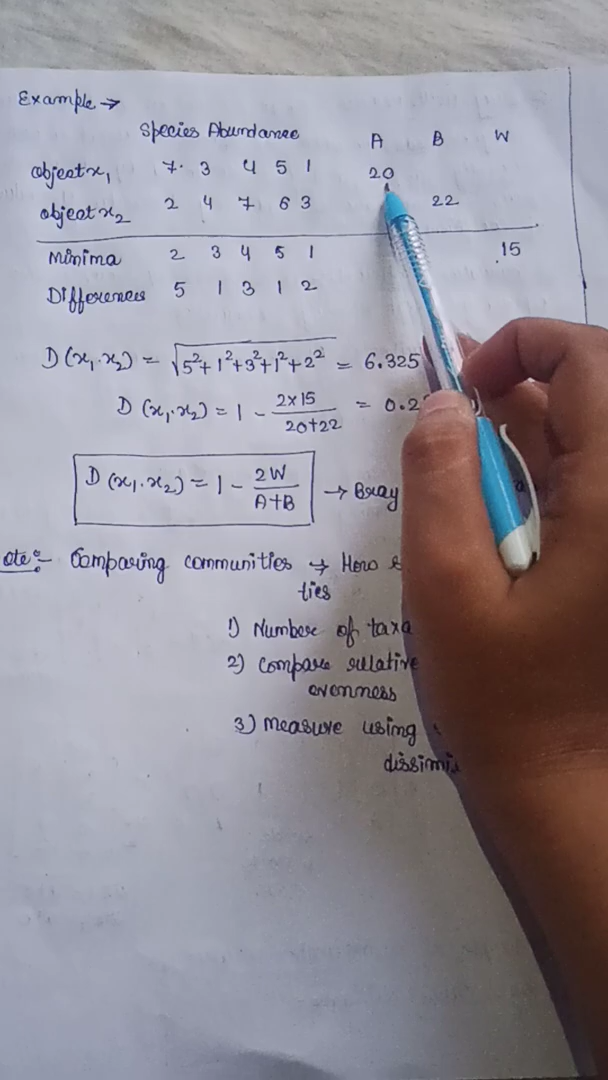 Example →
Species Abundance A B W
object x₁ 7 3 4 5 1 20
object x₂ 2 4 7 6 3 22
Minima 2 3 4 5 1 15
Differences 5 1 3 1 2
D(x₁.x₂) = √5²+1²+3²+1²+2² = 6.325
D(x₁.x₂) = 1 - 2×15/20+22 = 0.2
D(x₁.x₂) = 1 - 2W/A+B → Bray
ote:- Comparing communities → How
ties
1) Number of taxa
2) compare relative
evenness
3) Measure using
dissimi